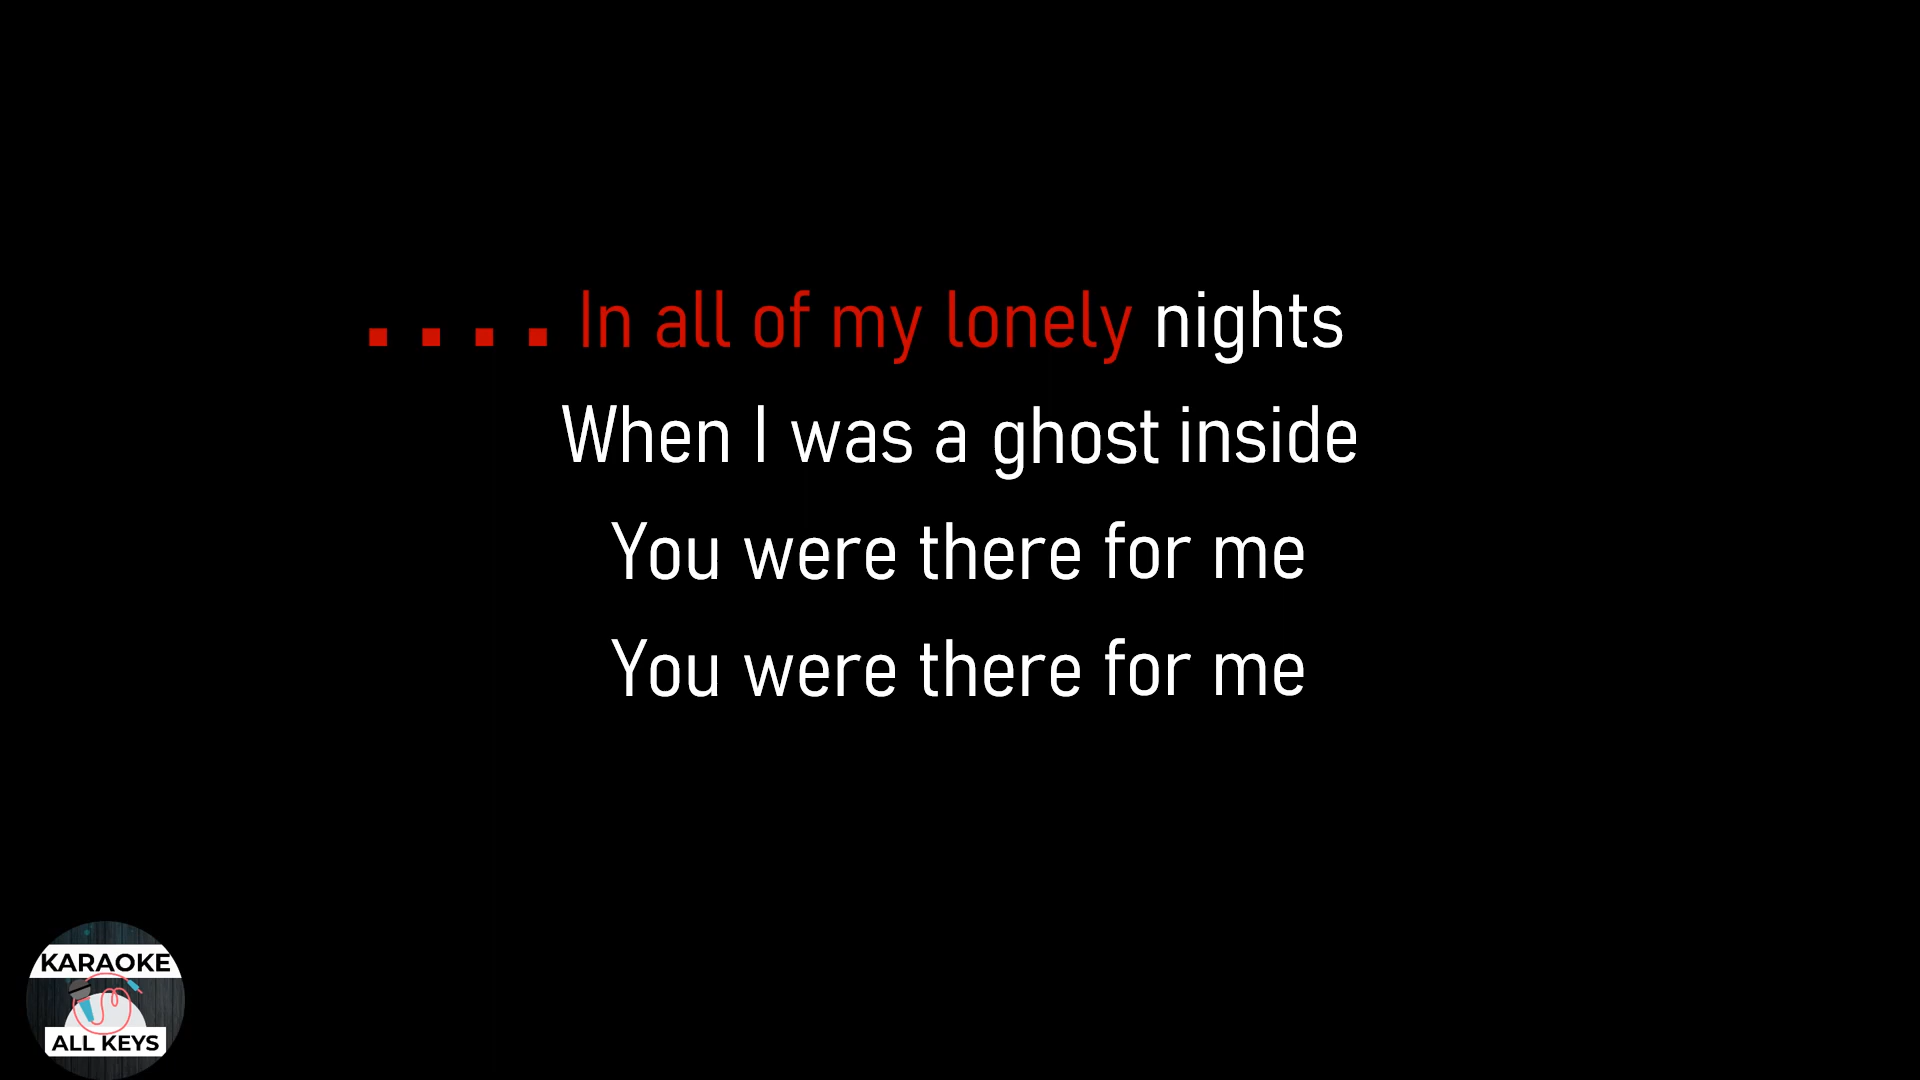 .... In all of my lonely nights
When I was a ghost inside
You were there for me
You were there for me
KARAOKE
ALL KEYS